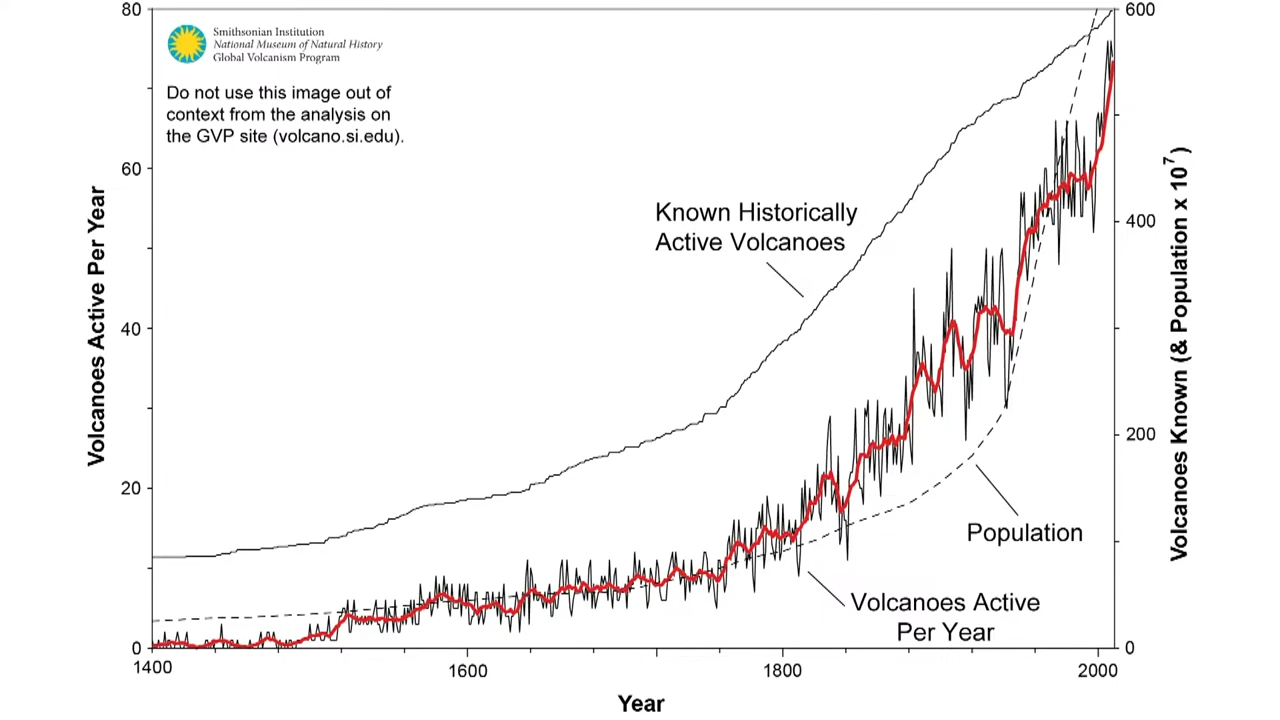 Smithsonian Institution
National Museum of Natural History
Global Volcanism Program
Do not use this image out of
context from the analysis on
the GVP site (volcano.si.edu).
Volcanoes Active Per Year
80
60
40
20
0
Known Historically
Active Volcanoes
Population
Volcanoes Active
Per Year
600
400
200
0
Volcanoes Known (& Population x 10⁷ )
1400
1600
1800
2000
Year